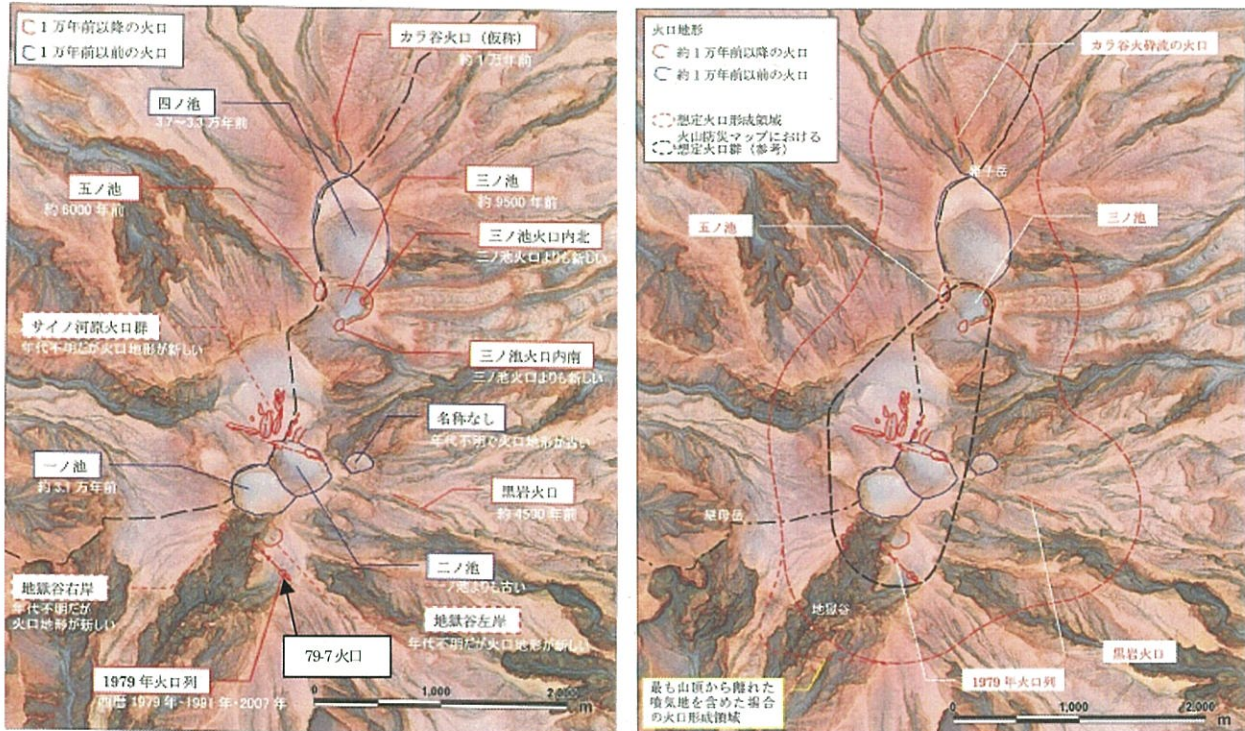 1万年前以降の火口
1万年前以前の火口
カラ谷火口（仮称）
約1万年前
四ノ池
3.7～3.3万年前
五ノ池
約6000年前
三ノ池
約9500年前
三ノ池火口内北
三ノ池火口よりも新しい
サイノ河原火口群
年代不明だが火口地形が新しい
三ノ池火口内南
三ノ池火口よりも新しい
名称なし
年代不明で火口地形が古い
一ノ池
約3.1万年前
黒岩火口
約4500年前
二ノ池
ノ池よりも古い
地獄谷右岸
年代不明だが
火口地形が新しい
地獄谷左岸
年代不明だが火口地形が新しい
79-7火口
1979年火口列
西暦1979年・1991年・2007年
0 1,000 2,000
m
火口地形
約1万年前以降の火口
約1万年前以前の火口
想定火口形成領域
火山防災マップにおける
想定火口群（参考）
カラ谷火砕流の火口
継子岳
五ノ池
三ノ池
継母岳
地獄谷
黒岩火口
1979年火口列
最も山頂から離れた
噴気地を含めた場合
の火口形成領域
0 1,000 2,000
m